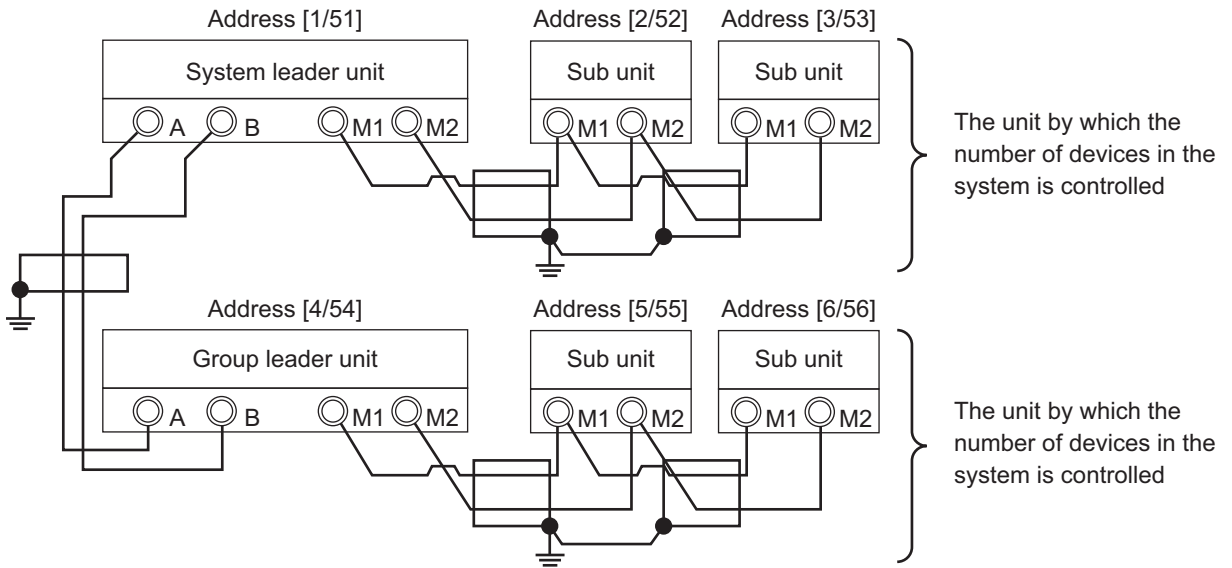 Address [1/51]
Address [2/52]
Address [3/53]
System leader unit
Sub unit
Sub unit
A
B
M1
M2
M1
M2
M1
M2
The unit by which the
number of devices in the
system is controlled
Address [4/54]
Address [5/55]
Address [6/56]
Group leader unit
Sub unit
Sub unit
A
B
M1
M2
M1
M2
M1
M2
The unit by which the
number of devices in the
system is controlled